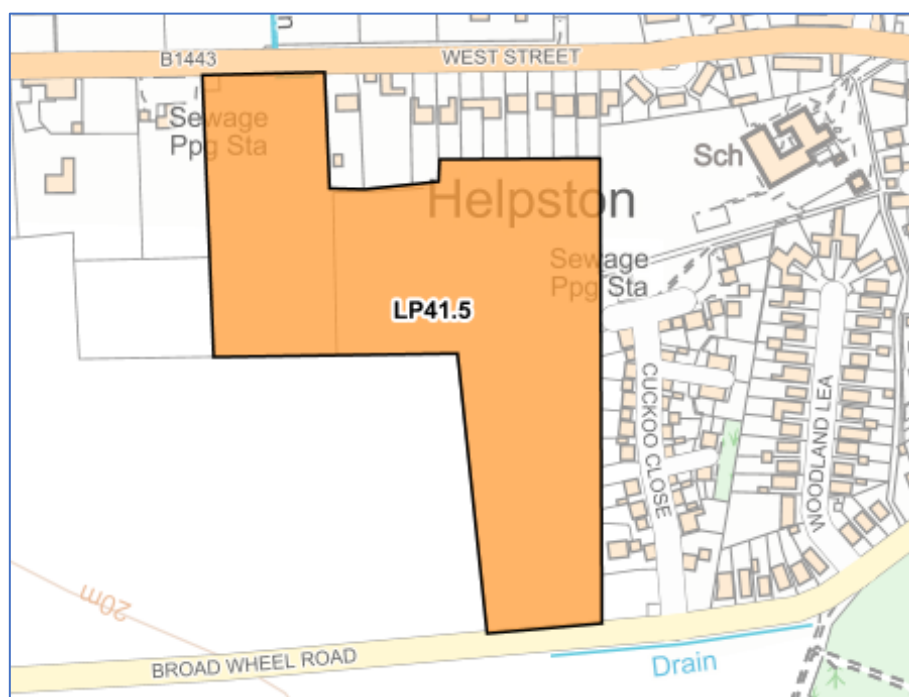 B1443
WEST STREET
Sewage
Ppg Sta
Sch
Helpston
Sewage
Ppg Sta
LP41.5
CUCKOO CLOSE
WOODLAND LEA
20m
BROAD WHEEL ROAD
Drain